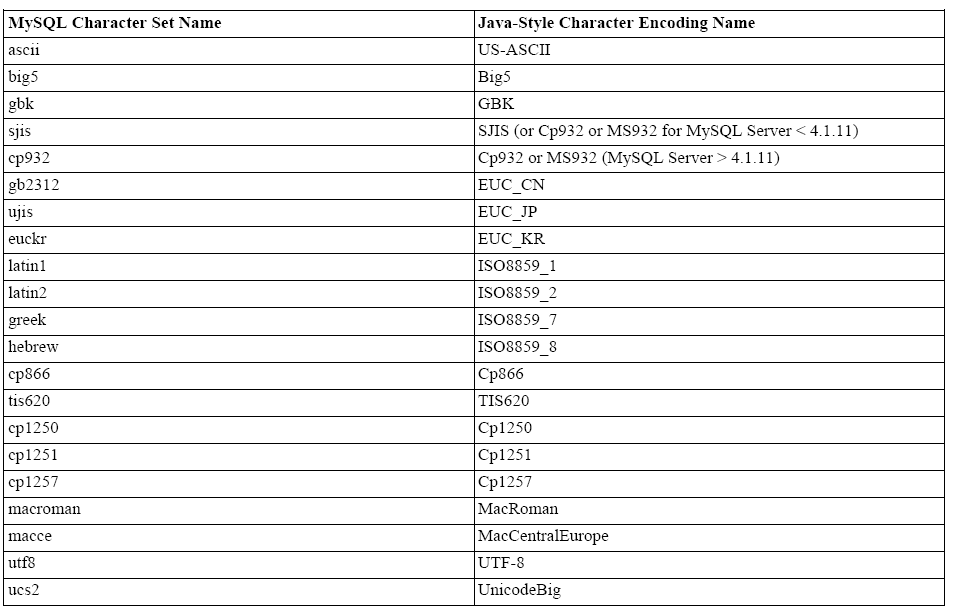 MySQL Character Set Name Java-Style Character Encoding Name
ascii US-ASCII
big5 Big5
gbk GBK
sjis SJIS (or Cp932 or MS932 for MySQL Server < 4.1.11)
cp932 Cp932 or MS932 (MySQL Server > 4.1.11)
gb2312 EUC_CN
ujis EUC_JP
euckr EUC_KR
latin1 ISO8859_1
latin2 ISO8859_2
greek ISO8859_7
hebrew ISO8859_8
cp866 Cp866
tis620 TIS620
cp1250 Cp1250
cp1251 Cp1251
cp1257 Cp1257
macroman MacRoman
macce MacCentralEurope
utf8 UTF-8
ucs2 UnicodeBig